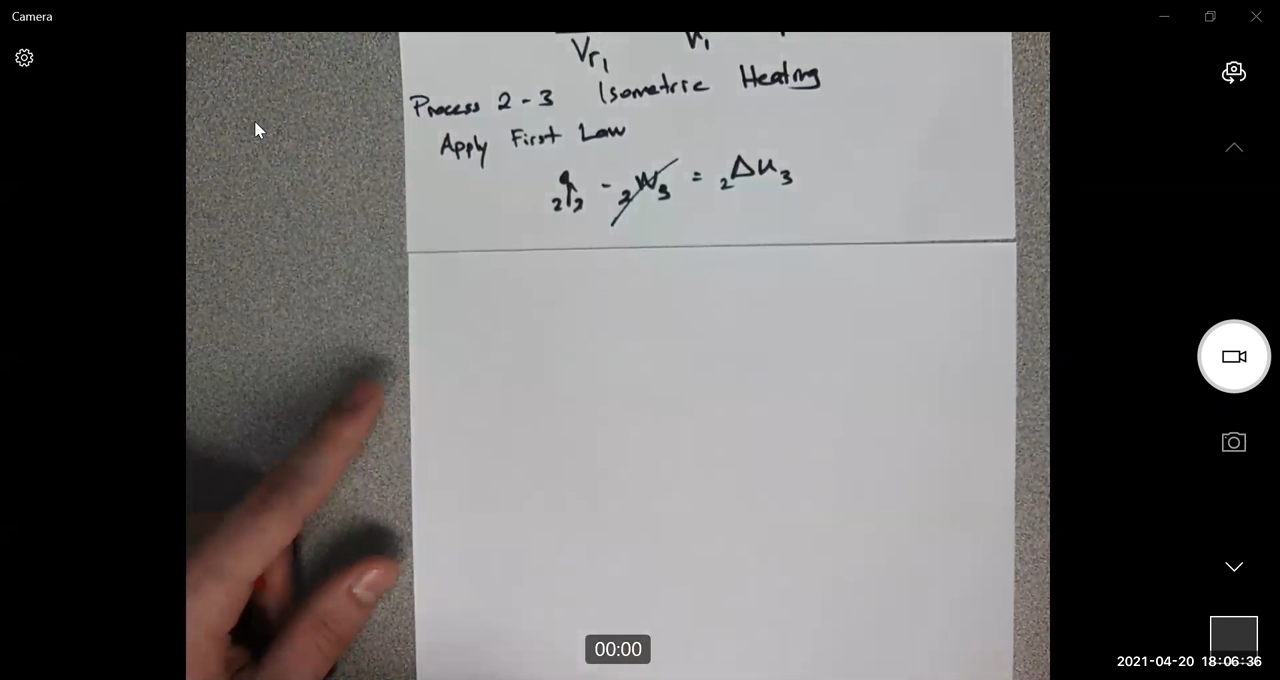 Camera
Vr1 V1
Process 2-3 Isometric Heating
Apply First Law
₂q₂ - ₂W₃ = ₂Δu₃
00:00
2021-04-20 18:06:36